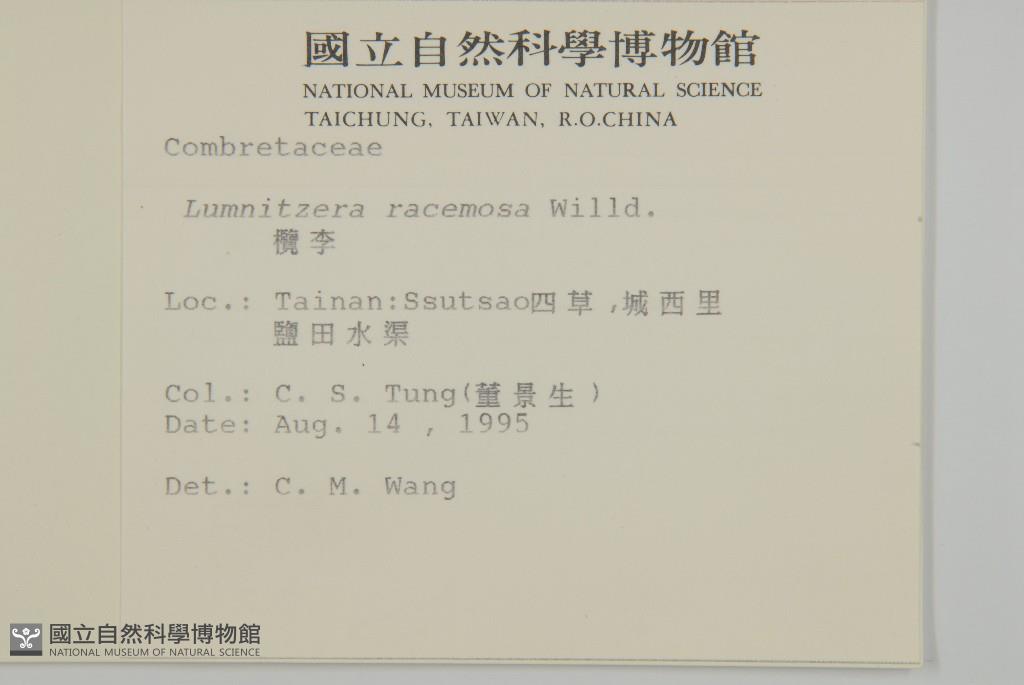 國立自然科學博物館
NATIONAL MUSEUM OF NATURAL SCIENCE
TAICHUNG, TAIWAN, R.O.CHINA
Combretaceae
Lumnitzera racemosa Willd.
欖李
Loc.: Tainan:Ssutsao四草,城西里
鹽田水渠
Col.: C. S. Tung(董景生)
Date: Aug. 14 , 1995
Det.: C. M. Wang
國立自然科學博物館
NATIONAL MUSEUM OF NATURAL SCIENCE